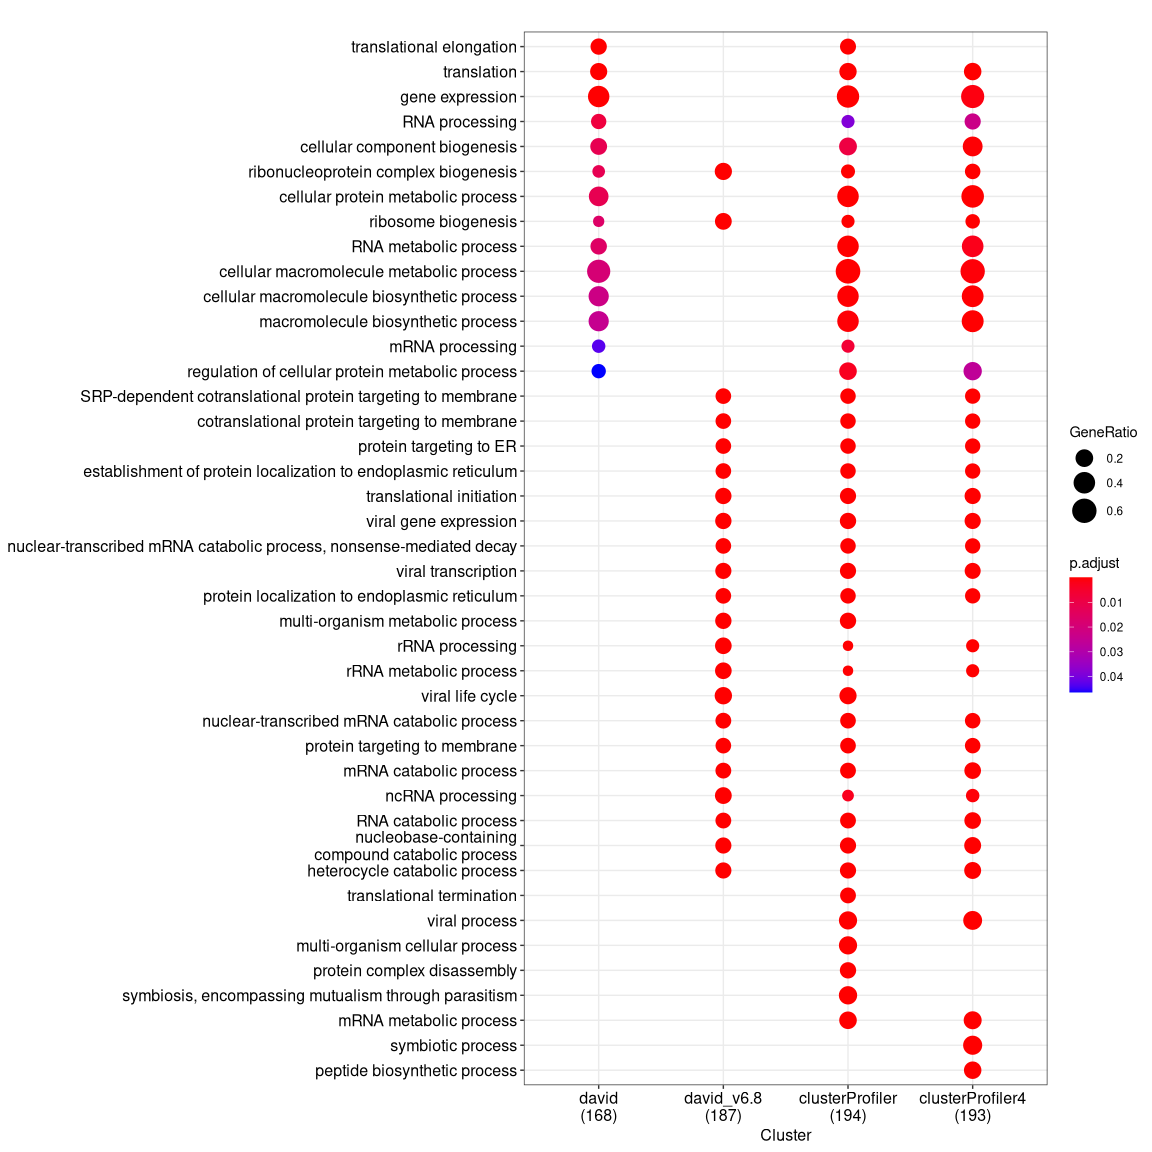 translational elongation
translation
gene expression
RNA processing
cellular component biogenesis
ribonucleoprotein complex biogenesis
cellular protein metabolic process
ribosome biogenesis
RNA metabolic process
cellular macromolecule metabolic process
cellular macromolecule biosynthetic process
macromolecule biosynthetic process
mRNA processing
regulation of cellular protein metabolic process
SRP-dependent cotranslational protein targeting to membrane
cotranslational protein targeting to membrane
protein targeting to ER
establishment of protein localization to endoplasmic reticulum
translational initiation
viral gene expression
nuclear-transcribed mRNA catabolic process, nonsense-mediated decay
viral transcription
protein localization to endoplasmic reticulum
multi-organism metabolic process
rRNA processing
rRNA metabolic process
viral life cycle
nuclear-transcribed mRNA catabolic process
protein targeting to membrane
mRNA catabolic process
ncRNA processing
RNA catabolic process
nucleobase-containing
compound catabolic process
heterocycle catabolic process
translational termination
viral process
multi-organism cellular process
protein complex disassembly
symbiosis, encompassing mutualism through parasitism
mRNA metabolic process
symbiotic process
peptide biosynthetic process
david
(168)
david_v6.8
(187)
clusterProfiler
(194)
clusterProfiler4
(193)
Cluster
GeneRatio
0.2
0.4
0.6
p.adjust
0.01
0.02
0.03
0.04